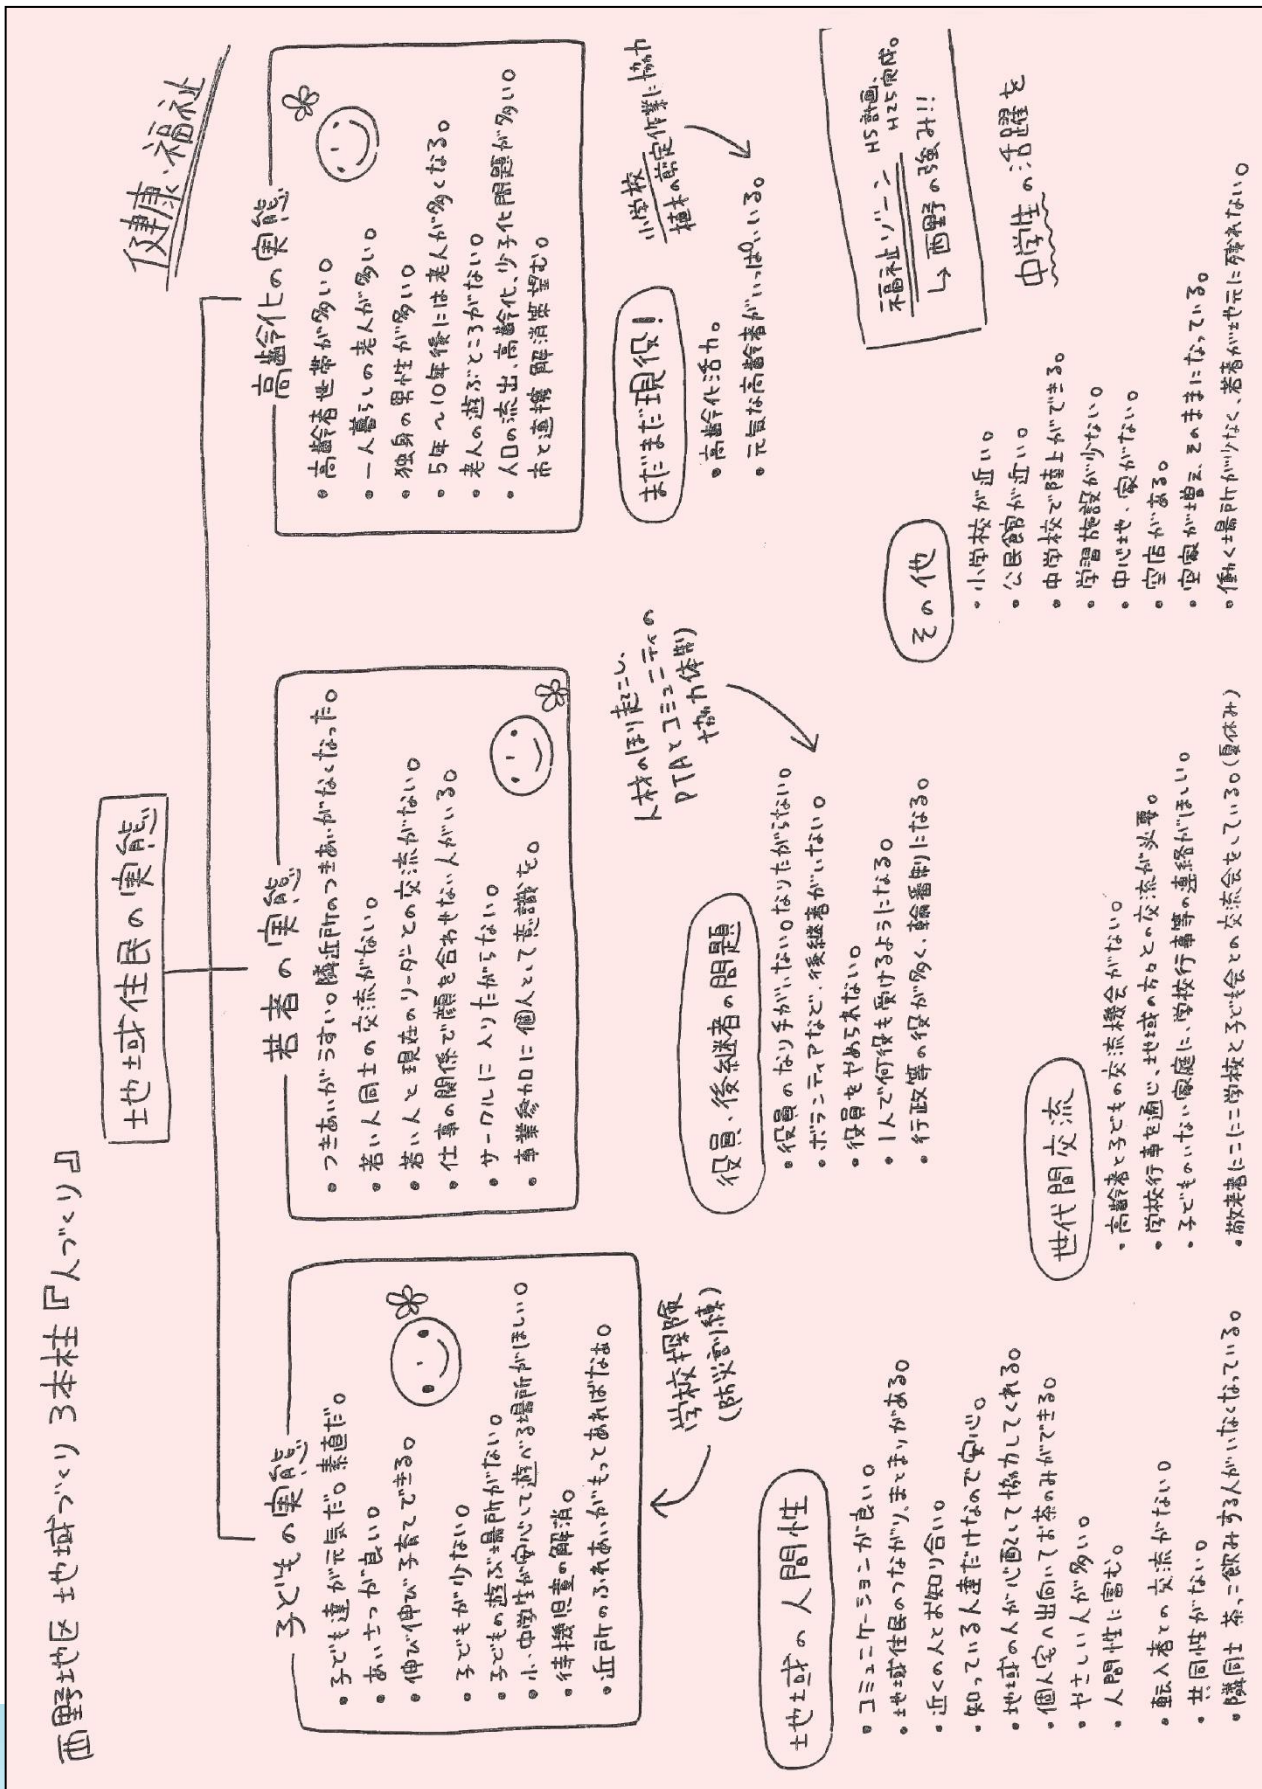 西野地区 地域づくり 3本柱『人づくり』
地域住民の実態
健康・福祉
子どもの実態
・子ども達が元気だ。素直だ。
・あいさつが良い。
・伸び伸び子育てできる。
・子どもが少ない。
・子どもの遊ぶ場所がない。
・小・中学生が安心して遊べる場所がほしい。
・待機児童の解消。
・近所のふれあいがもっとあればなぁ。
学校探険
(防災訓練)
若者の実態
・つきあいがうすい。隣近所のつきあいがなくなった。
・若い人同士の交流がない。
・若い人と現在のリーダーとの交流がない。
・仕事の関係で顔を合わせない人がいる。
・サークルに入りたがらない。
・事業参加に個人として意識を。
高齢化の実態
・高齢者世帯が多い。
・一人暮らしの老人が多い。
・独身の男性が多い。
・5年~10年後には老人が多くなる。
・老人の遊ぶところがない。
・人口の流出、高齢化、少子化問題が多い。
市と連携 解消策望む。
地域の人間性
・コミュニケーションが良い。
・地域住民のつながり、まとまりがある。
・近くの人とお知り合い。
・知っている人達だけなので安心。
・地域の人が心配して協力してくれる。
・個人宅へ出向いてお茶のみができる。
・やさしい人が多い。
・人間性に富む。
・転入者との交流がない。
・共同性がない。
・隣同士 茶っこ飲みする人がいなくなっている。
人材のほり起こし、
PTAとコミュニティの
協力体制
役員、後継者の問題
・役員のなり手がいない。なりたがらない。
・ボランティアなど、後継者がいない。
・役員をやめられない。
・1人で何役も受けるようになる。
・行政等の役が多く、輪番制になる。
世代間交流
・高齢者と子どもの交流機会がない。
・学校行事を通じ、地域の方々との交流が必要。
・子どものいない家庭に、学校行事等の連絡がほしい。
・敬老者にこにこ学校と子ども会との交流会をしている。(夏休み)
小学校
植木の剪定作業に協力
まだまだ現役!
・高齢化活力。
・元気な高齢者がいっぱいいる。
福祉ゾーン H5計画、
H25完成。
↳ 西野の強み!!
中学生の活躍を
その他
・小学校が近い。
・公民館が近い。
・中学校で陸上ができる。
・学習施設が少ない。
・中心地、家がない。
・空店がある。
・空家が増え、そのままになっている。
・働く場所が少なく、若者が地元に残れない。